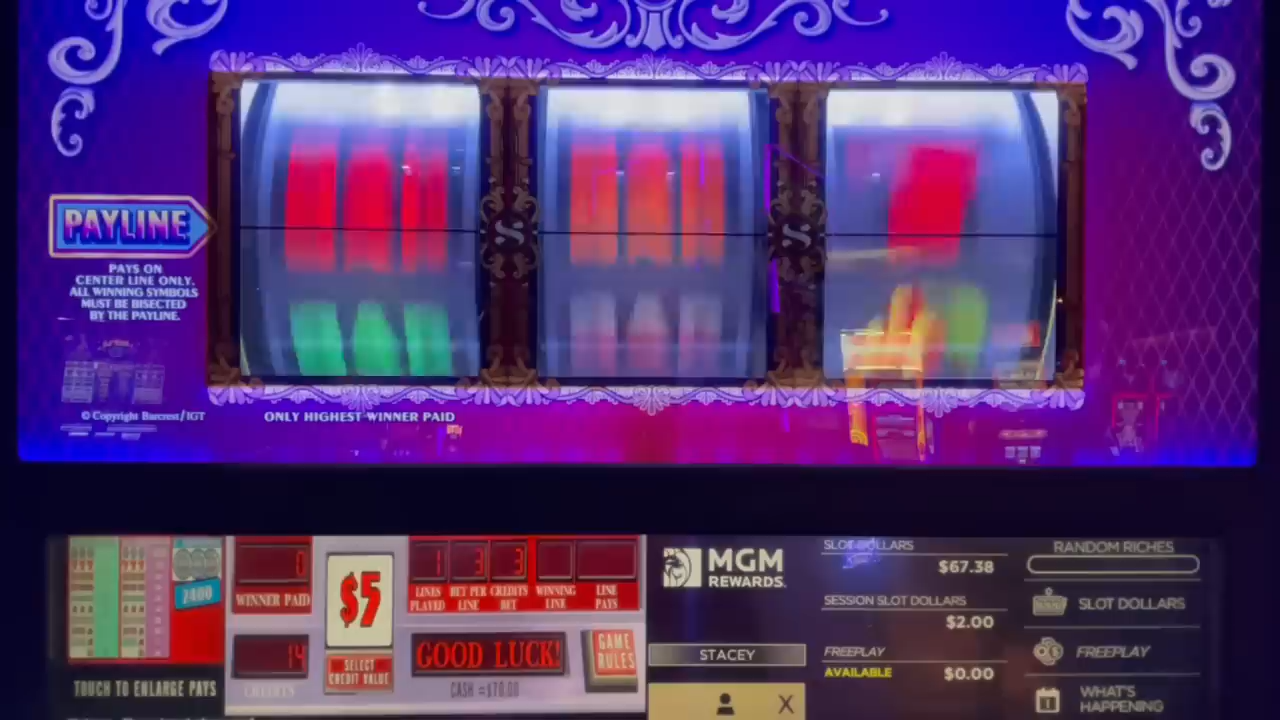 PAYLINE
PAYS ON
CENTER LINE ONLY.
ALL WINNING SYMBOLS
MUST BE BISECTED
BY THE PAYLINE.
© Copyright Barcrest/IGT
ONLY HIGHEST WINNER PAID
2400
TOUCH TO ENLARGE PAYS
0
WINNER PAID
14
CREDITS
$5
SELECT
CREDIT VALUE
1 3 3
LINES PLAYED
BET PER LINE
CREDITS BET
WINNING LINE
LINE PAYS
GOOD LUCK!
CASH = $70.00
GAME RULES
MGM
REWARDS
STACEY
X
SLOT DOLLARS
$67.38
SESSION SLOT DOLLARS
$2.00
FREEPLAY
AVAILABLE $0.00
RANDOM RICHES
SLOT DOLLARS
FREEPLAY
WHAT'S
HAPPENING